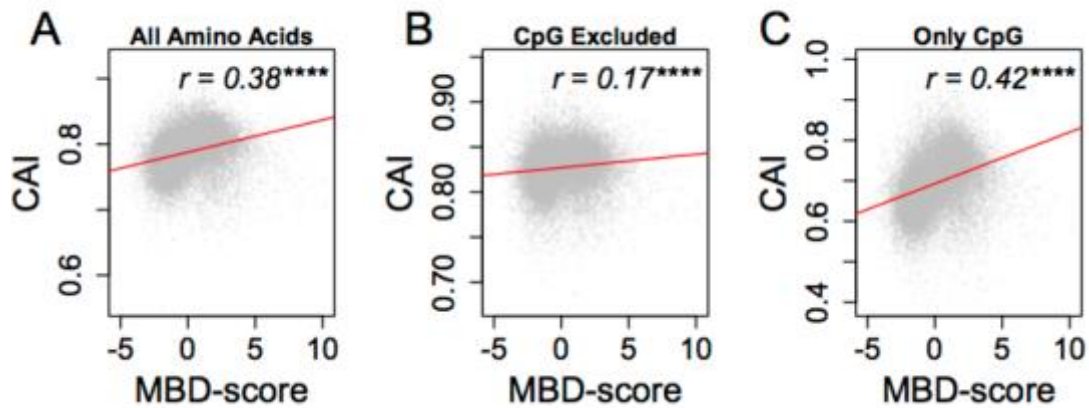 A
All Amino Acids
r = 0.38****
CAI
0.8
0.6
-5 0 5 10
MBD-score
B
CpG Excluded
r = 0.17****
CAI
0.90
0.80
0.70
-5 0 5 10
MBD-score
C
Only CpG
r = 0.42****
CAI
1.0
0.8
0.6
0.4
-5 0 5 10
MBD-score